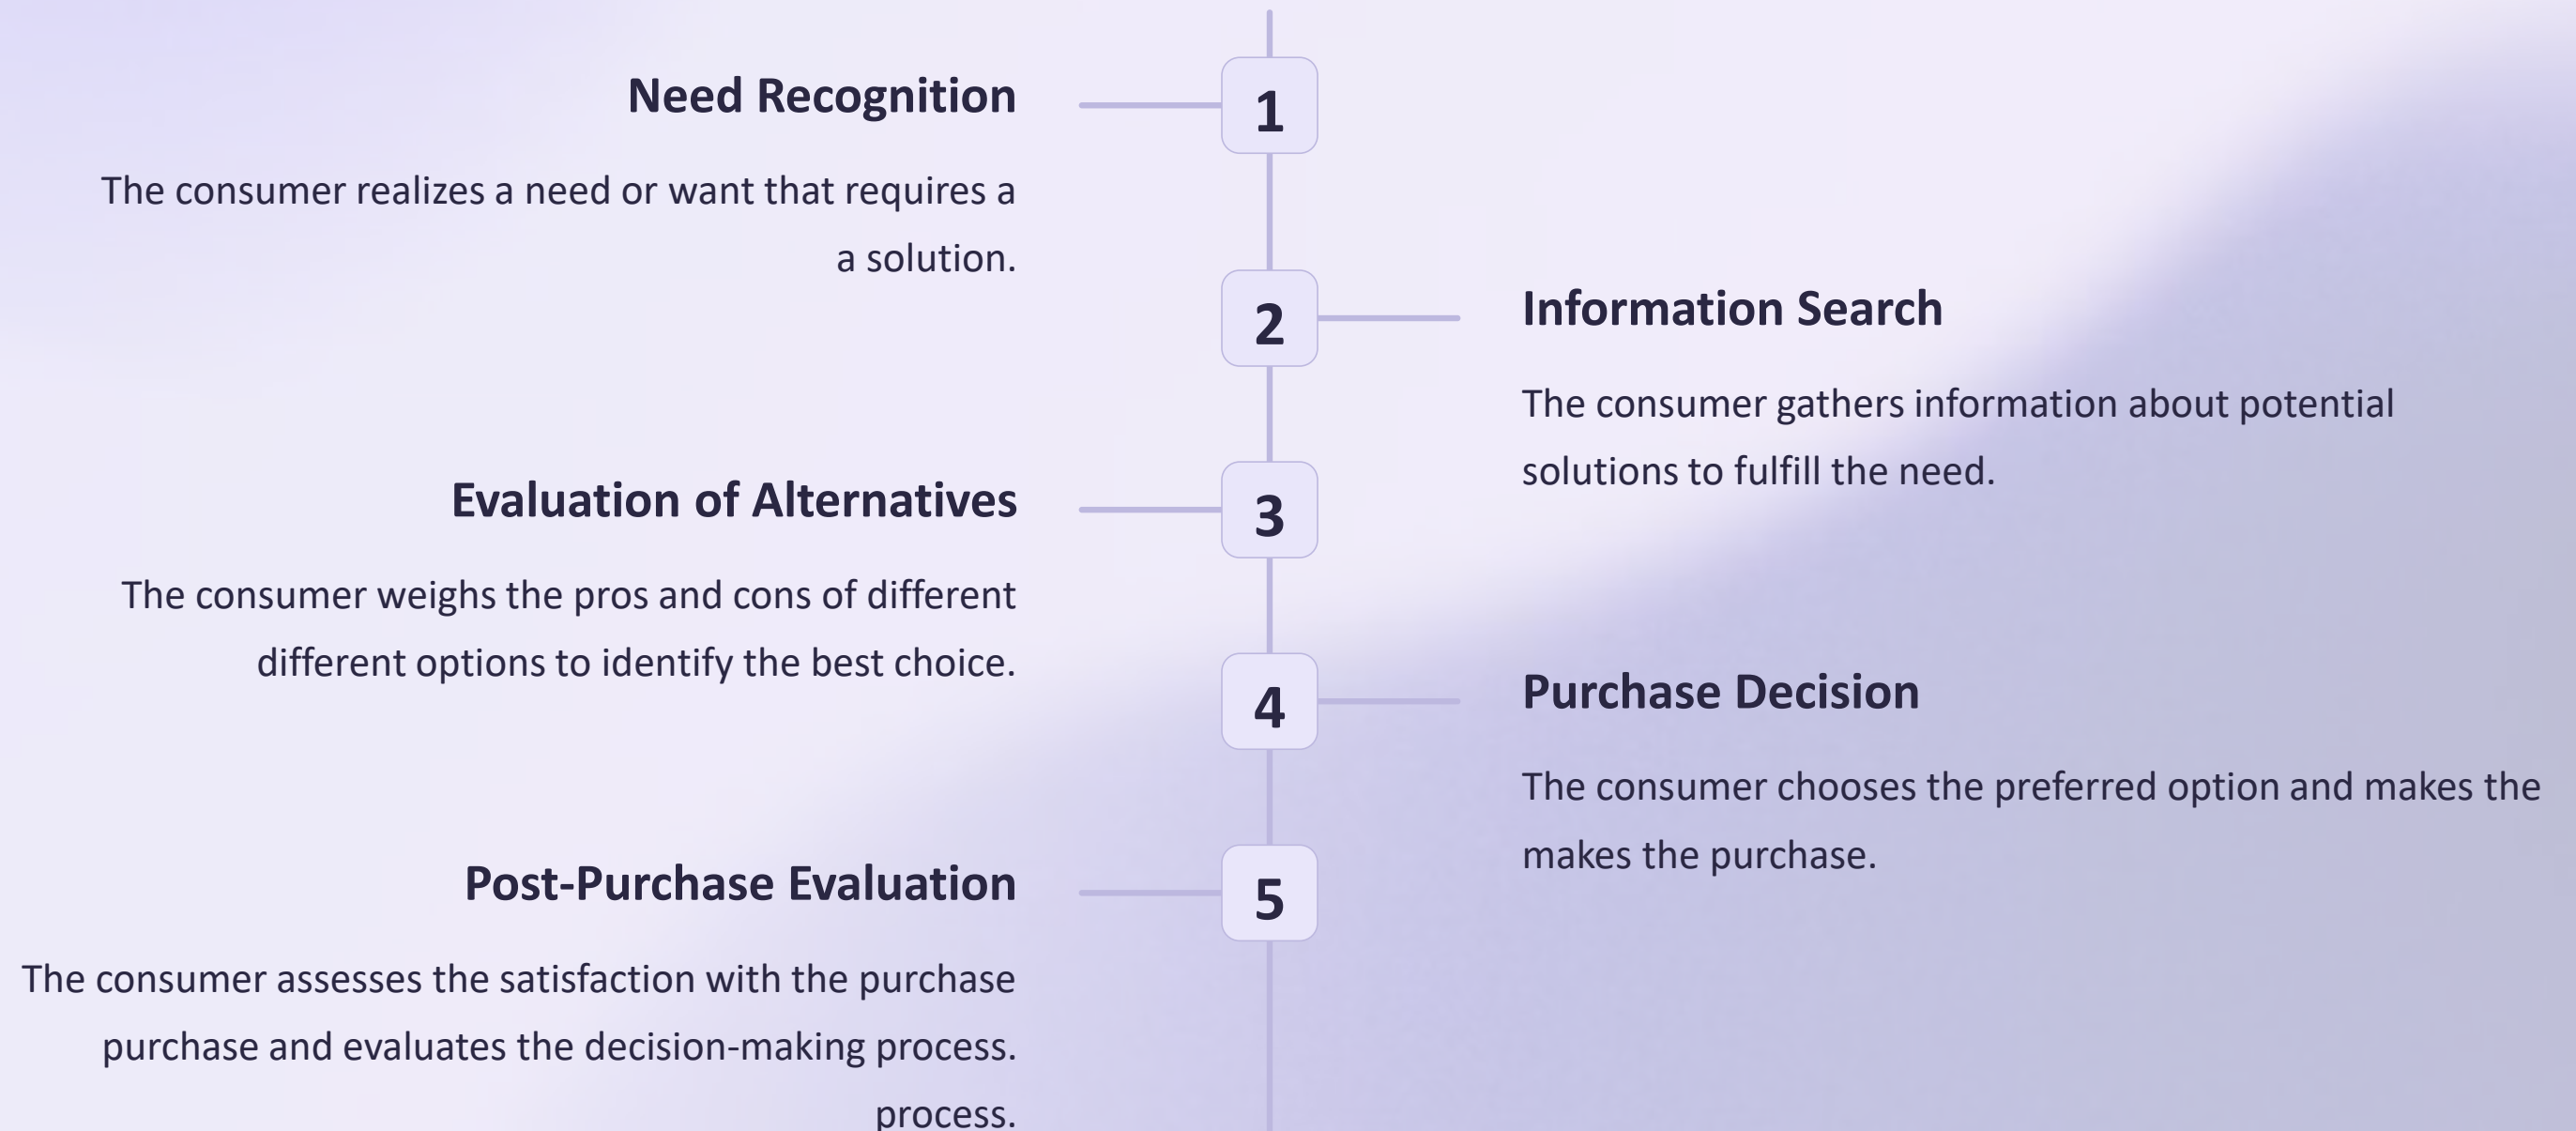 1
Need Recognition
The consumer realizes a need or want that requires a
a solution.
2
Information Search
The consumer gathers information about potential
solutions to fulfill the need.
3
Evaluation of Alternatives
The consumer weighs the pros and cons of different
different options to identify the best choice.
4
Purchase Decision
The consumer chooses the preferred option and makes the
makes the purchase.
5
Post-Purchase Evaluation
The consumer assesses the satisfaction with the purchase
purchase and evaluates the decision-making process.
process.